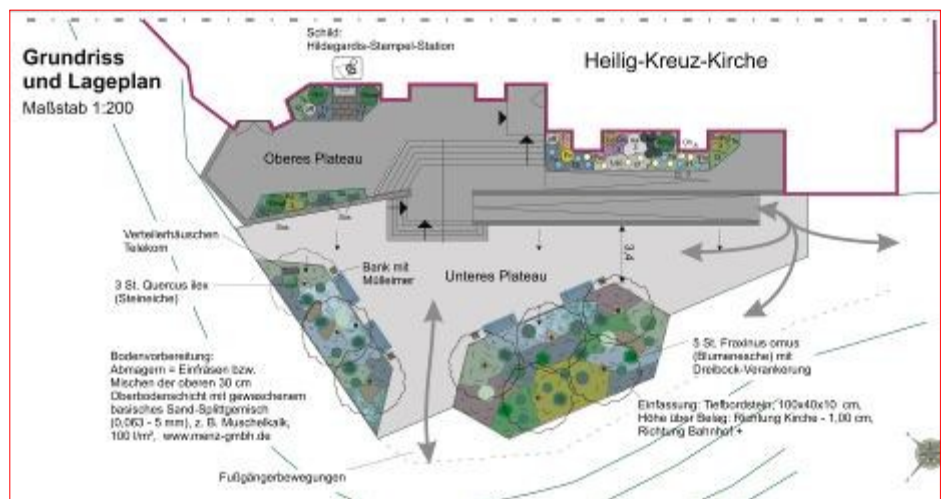 Grundriss
und Lageplan
Maßstab 1:200
Schild:
Hildegardis-Stempel-Station
Heilig-Kreuz-Kirche
Oberes Plateau
Verteilerhäuschen
Telekom
3 St. Quercus ilex
(Steineiche)
Bank mit
Mülleimer
Unteres Plateau
3,4
Bodenvorbereitung:
Abmagern = Einfräsen bzw.
Mischen der oberen 30 cm
Oberbodenschicht mit gewaschenem
basisches Sand-Splittgemisch
(0,063 - 5 mm), z. B. Muschelkalk,
100 l/m², www.menz-gmbh.de
5 St. Fraxinus ornus
(Blumenesche) mit
Dreibock-Verankerung
Einfassung: Tiefbordstein, 100x40x10 cm,
Höhe über Belag: Richtung Kirche - 1,00 cm,
Richtung Bahnhof +
Fußgängerbewegungen